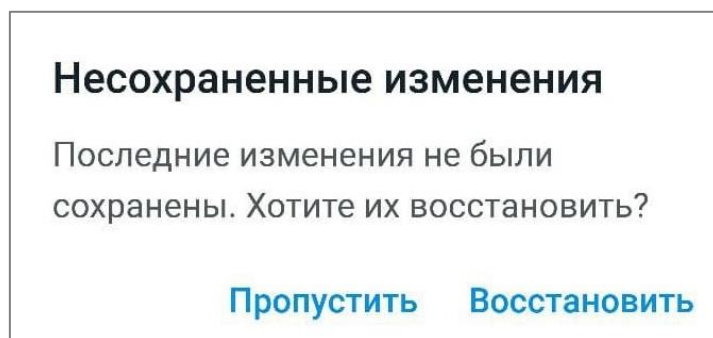 Несохраненные изменения
Последние изменения не были
сохранены. Хотите их восстановить?
Пропустить Восстановить